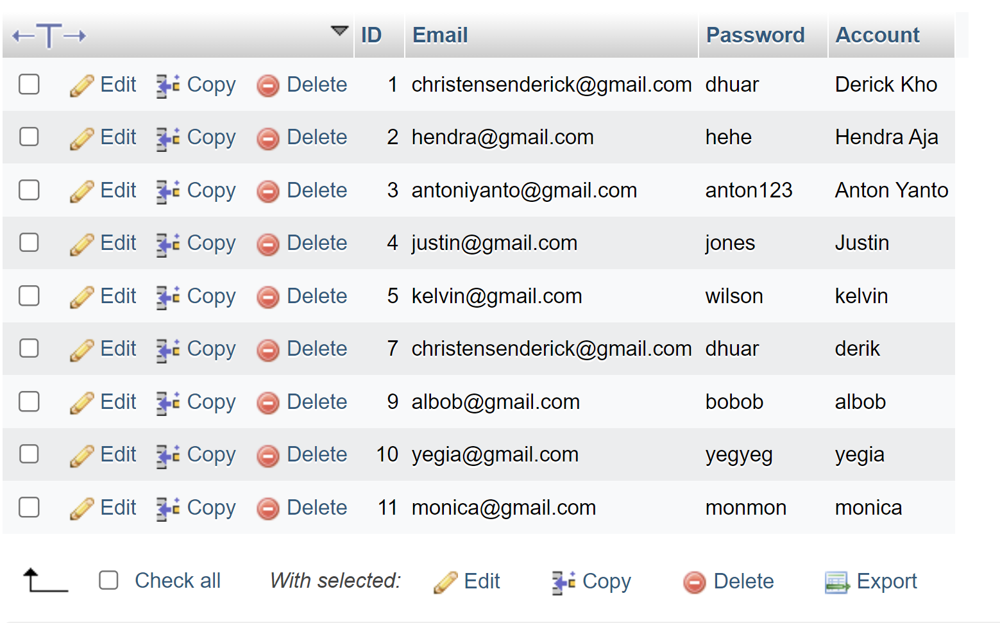 ID Email Password Account
Edit Copy Delete 1 christensenderick@gmail.com dhuar Derick Kho
Edit Copy Delete 2 hendra@gmail.com hehe Hendra Aja
Edit Copy Delete 3 antoniyanto@gmail.com anton123 Anton Yanto
Edit Copy Delete 4 justin@gmail.com jones Justin
Edit Copy Delete 5 kelvin@gmail.com wilson kelvin
Edit Copy Delete 7 christensenderick@gmail.com dhuar derik
Edit Copy Delete 9 albob@gmail.com bobob albob
Edit Copy Delete 10 yegia@gmail.com yegyeg yegia
Edit Copy Delete 11 monica@gmail.com monmon monica
Check all With selected: Edit Copy Delete Export